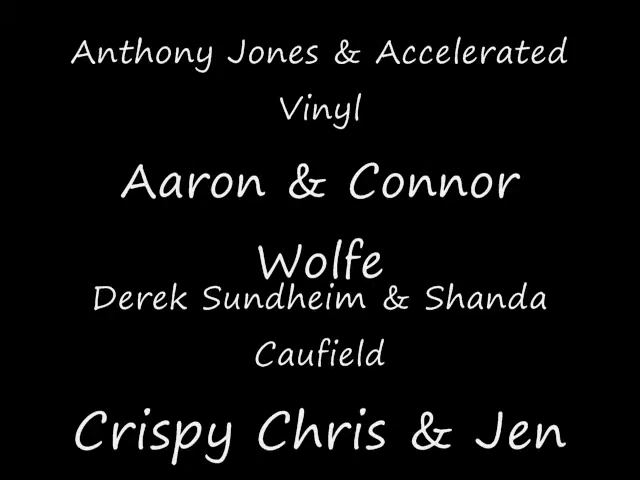 Anthony Jones & Accelerated
Vinyl
Aaron & Connor
Wolfe
Derek Sundheim & Shanda
Caufield
Crispy Chris & Jen